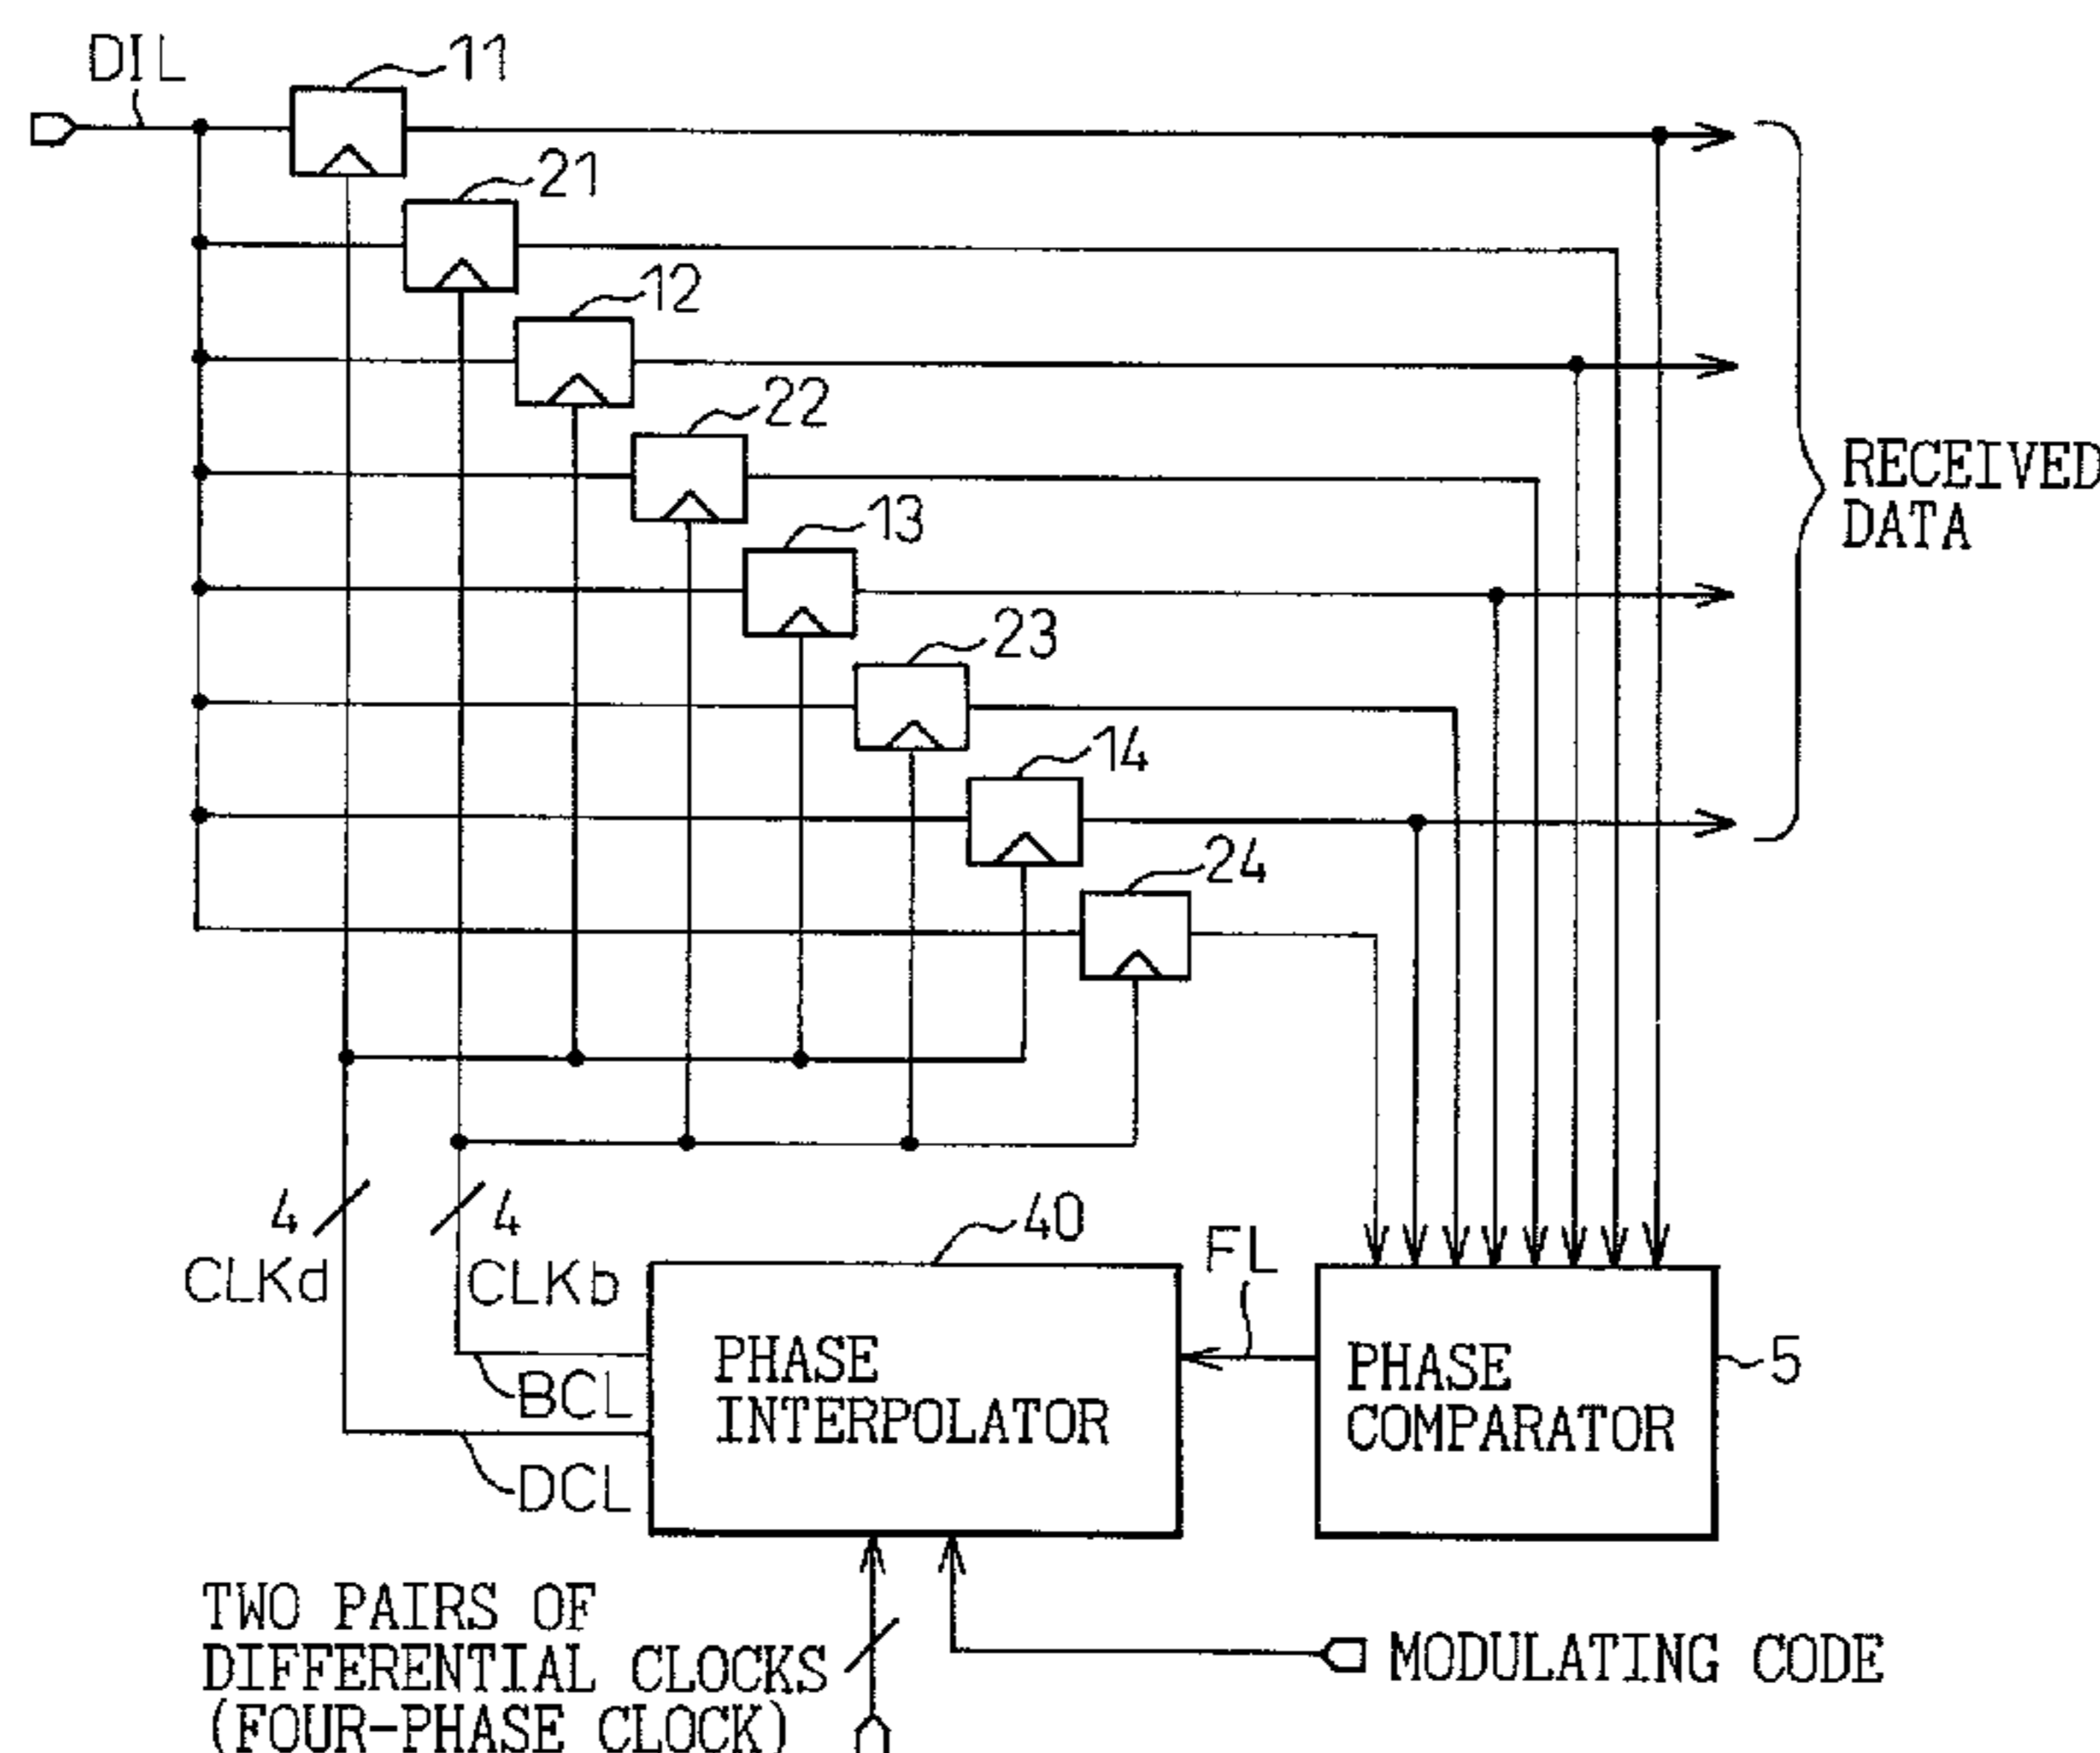 DIL
11
21
12
22
13
23
14
24
RECEIVED
DATA
4
4
CLKd
CLKb
40
FL
5
PHASE
INTERPOLATOR
PHASE
COMPARATOR
BCL
DCL
TWO PAIRS OF
DIFFERENTIAL CLOCKS
(FOUR-PHASE CLOCK)
MODULATING CODE